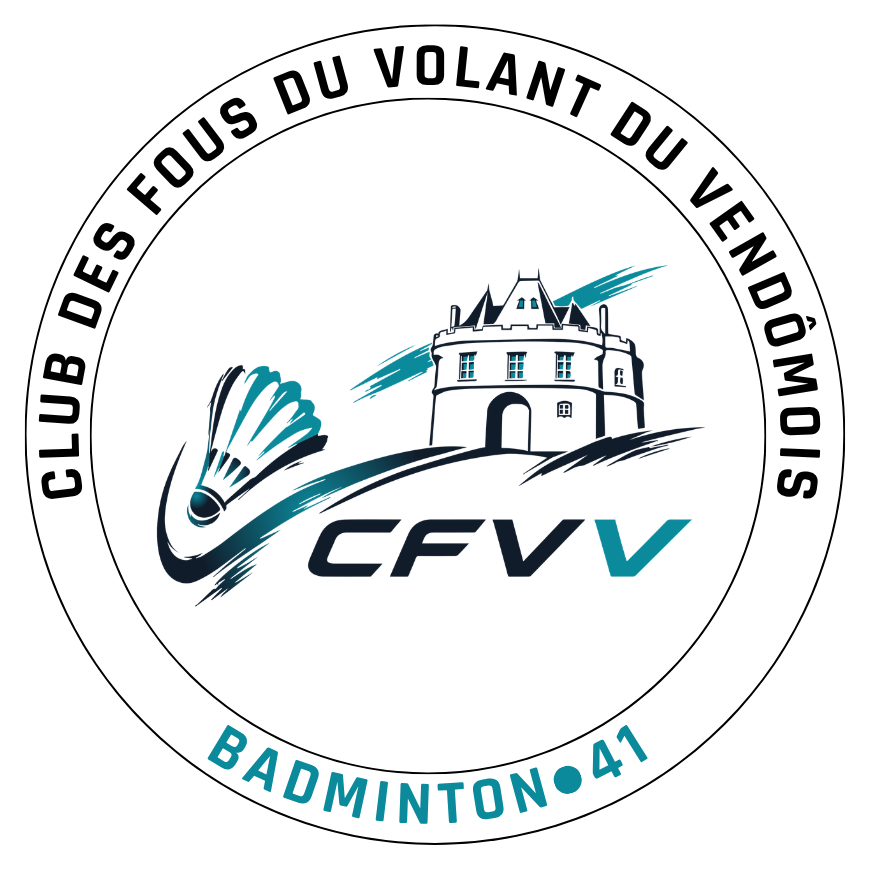 CLUB DES FOUS DU VOLANT DU VENDÔMOIS
CFVV
BADMINTON•41